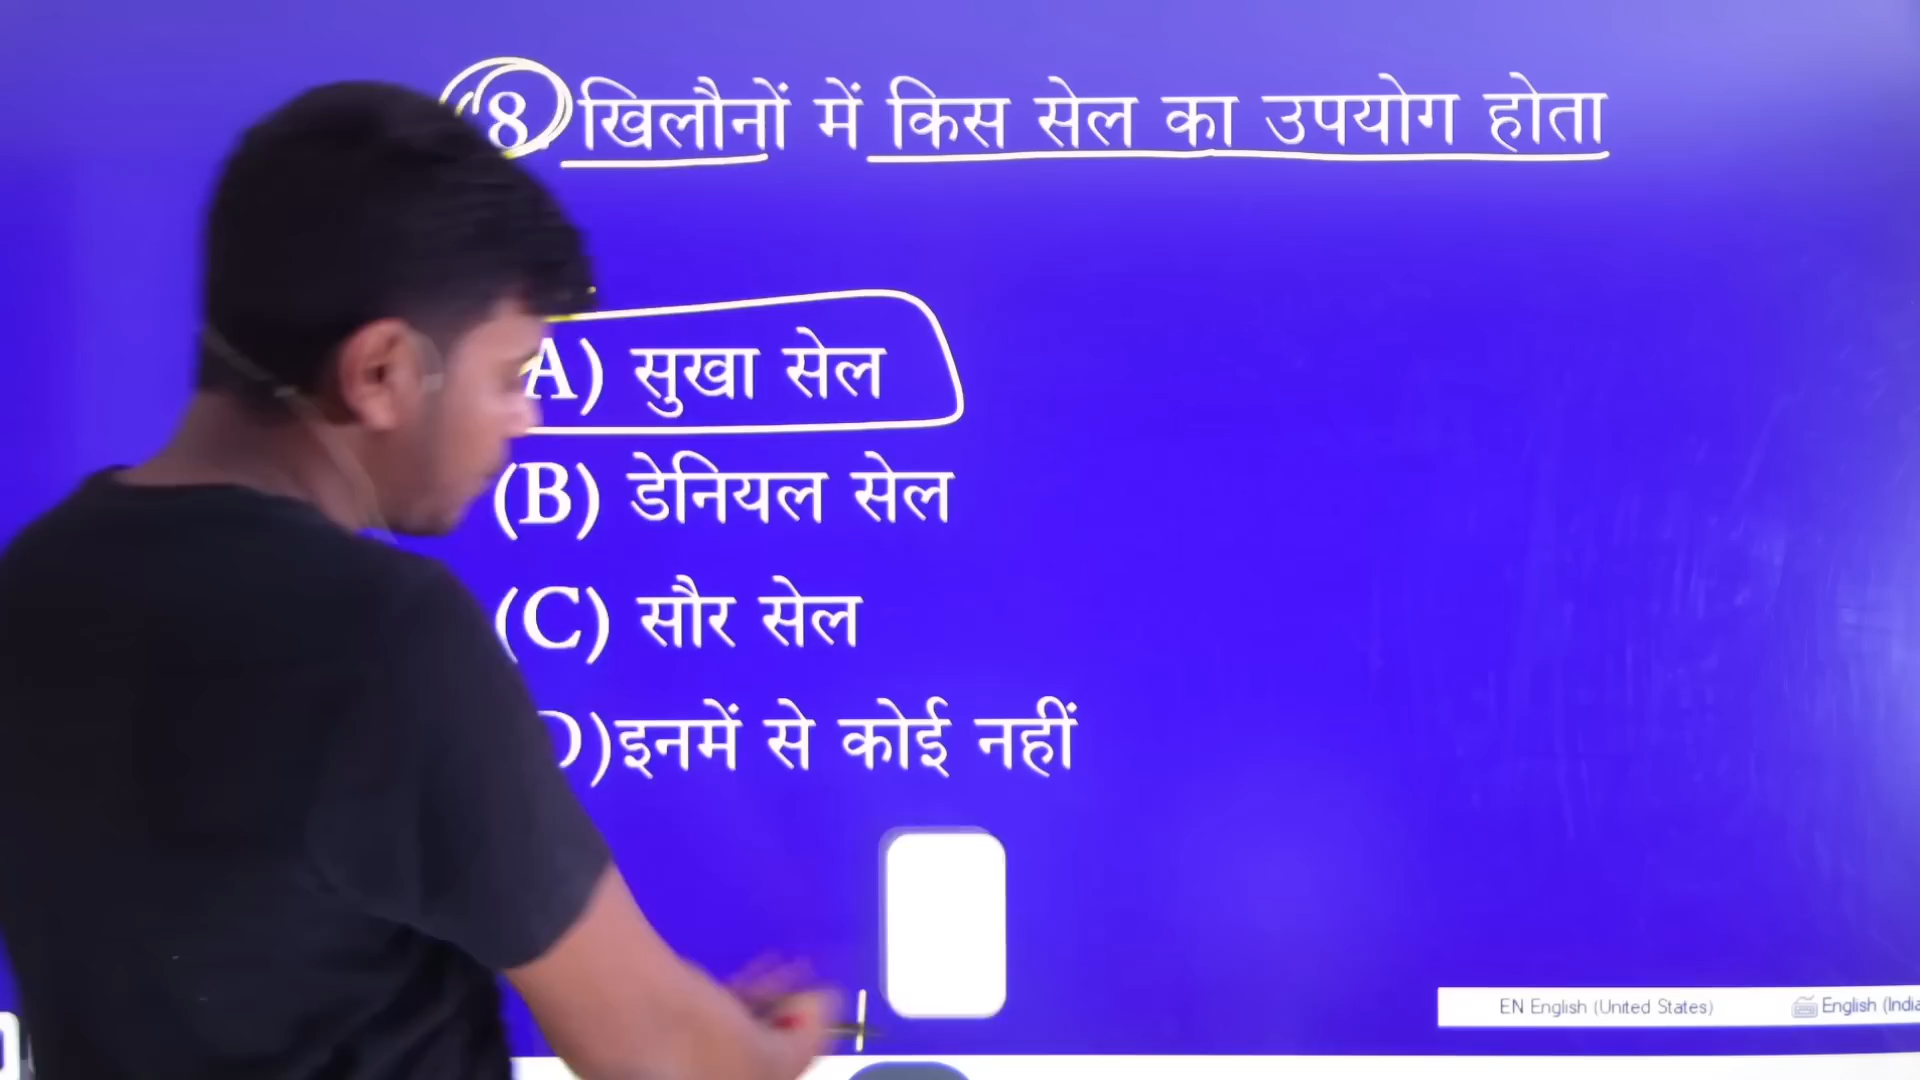 8. खिलौनों में किस सेल का उपयोग होता
A) सुखा सेल
(B) डेनियल सेल
(C) सौर सेल
D)इनमें से कोई नहीं
EN English (United States)
English (India